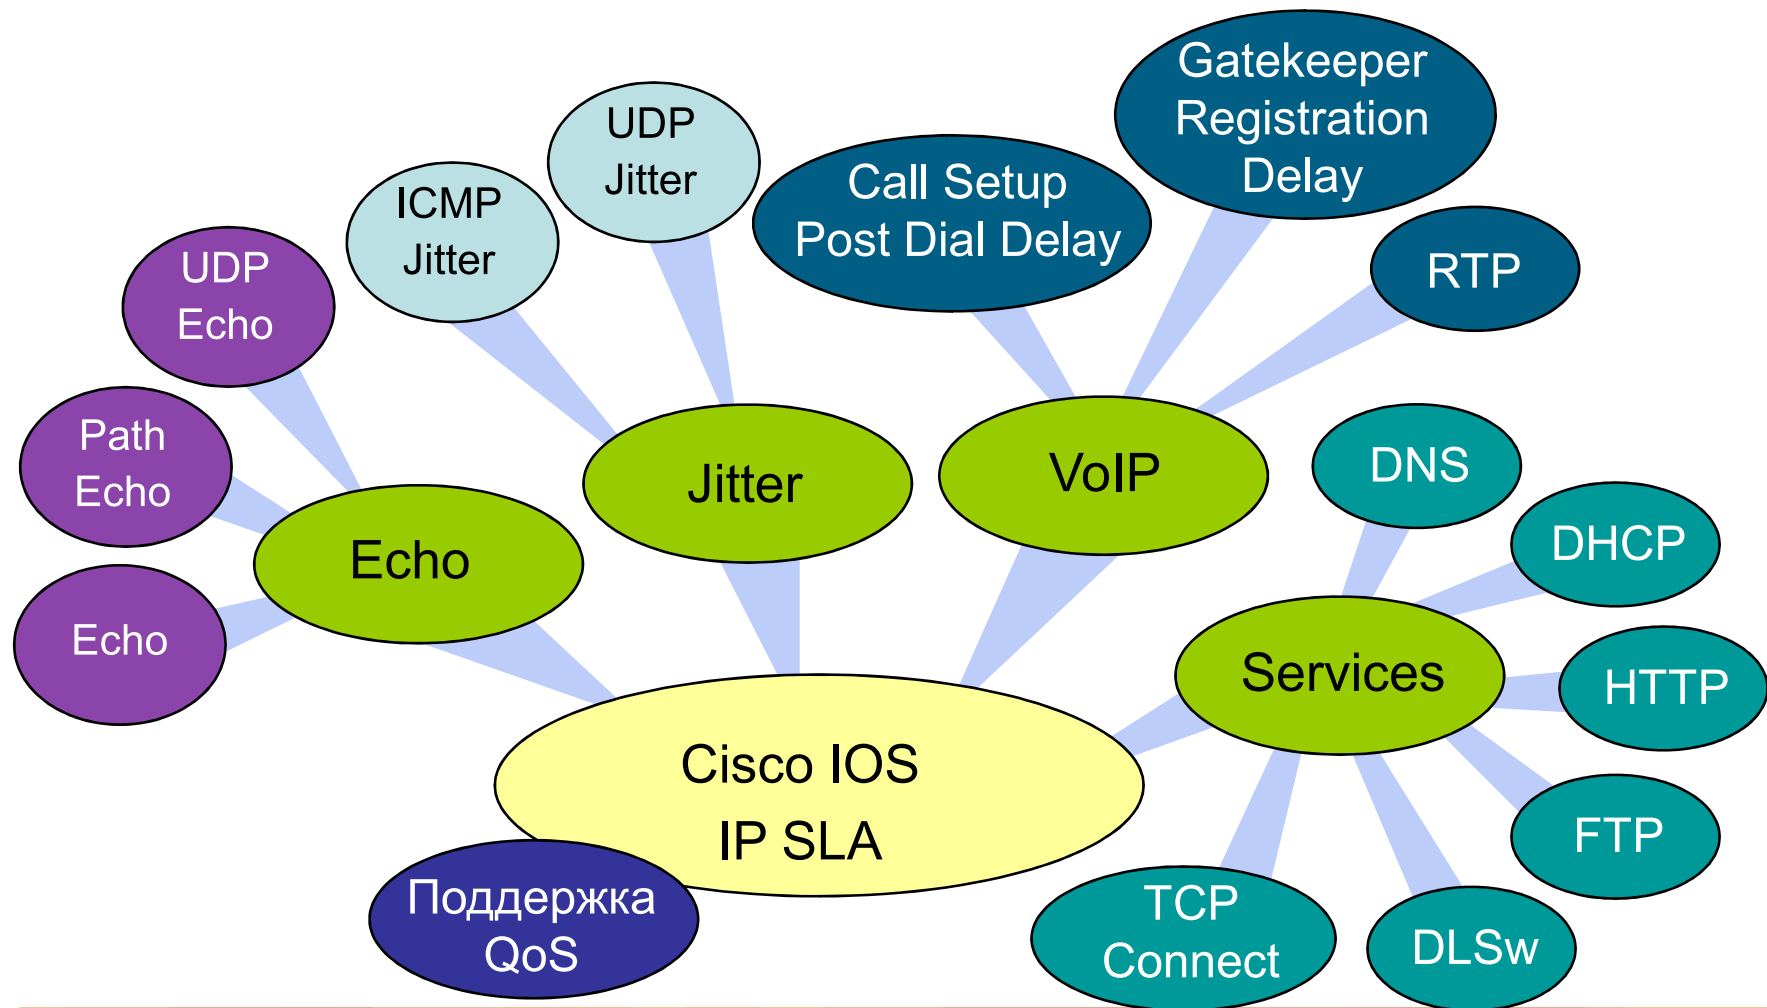 Gatekeeper
Registration
Delay
UDP
Jitter
Call Setup
Post Dial Delay
ICMP
Jitter
RTP
UDP
Echo
Path
Echo
Echo
Echo
Jitter
VoIP
DNS
DHCP
HTTP
FTP
DLSw
TCP
Connect
Services
Cisco IOS
IP SLA
Поддержка
QoS